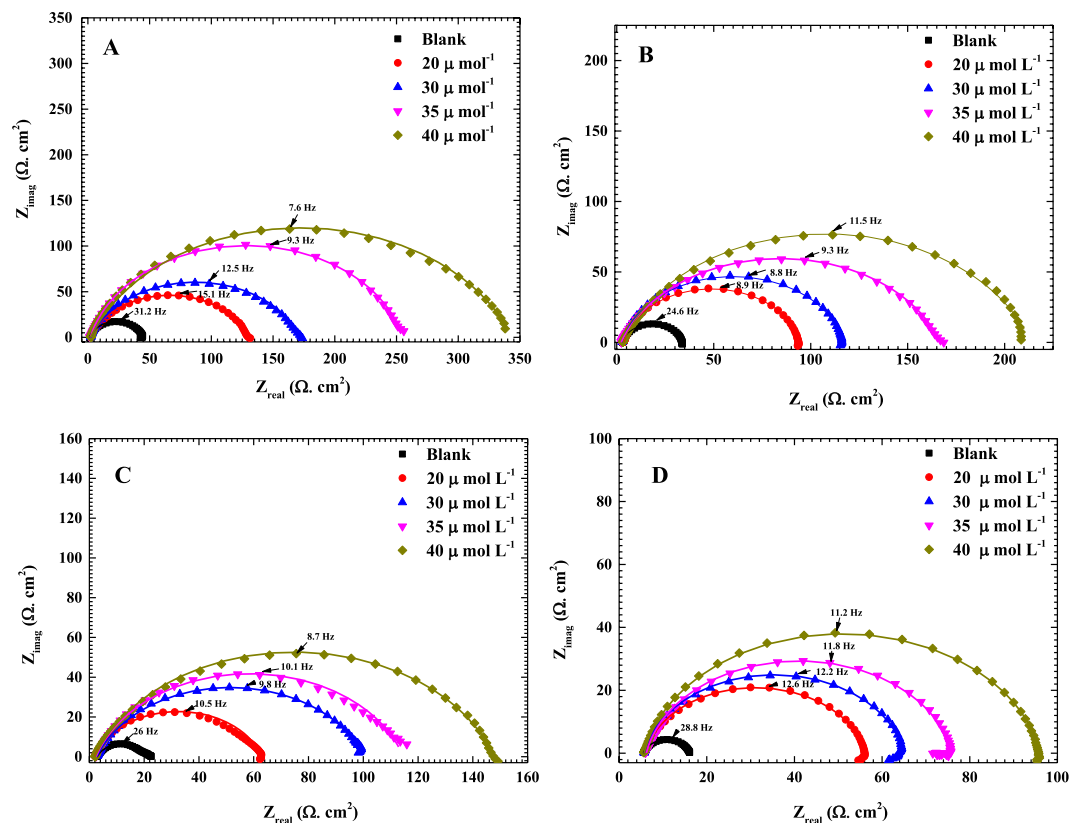 A
Blank
20 μ mol-1
30 μ mol-1
35 μ mol-1
40 μ mol-1
350
300
250
200
150
100
50
0
Zimag (Ω. cm2)
7.6 Hz
9.3 Hz
12.5 Hz
15.1 Hz
31.2 Hz
0 50 100 150 200 250 300 350
Zreal (Ω. cm2)
B
Blank
20 μ mol L-1
30 μ mol L-1
35 μ mol L-1
40 μ mol L-1
200
150
100
50
0
Zimag (Ω. cm2)
11.5 Hz
9.3 Hz
8.8 Hz
8.9 Hz
24.6 Hz
0 50 100 150 200
Zreal (Ω. cm2)
C
Blank
20 μ mol L-1
30 μ mol L-1
35 μ mol L-1
40 μ mol L-1
160
140
120
100
80
60
40
20
0
Zimag (Ω. cm2)
8.7 Hz
10.1 Hz
9.8 Hz
10.5 Hz
26 Hz
0 20 40 60 80 100 120 140 160
Zreal (Ω. cm2)
D
Blank
20 μ mol L-1
30 μ mol L-1
35 μ mol L-1
40 μ mol L-1
100
80
60
40
20
0
Zimag (Ω. cm2)
11.2 Hz
11.8 Hz
12.2 Hz
12.6 Hz
28.8 Hz
0 20 40 60 80 100
Zreal (Ω. cm2)